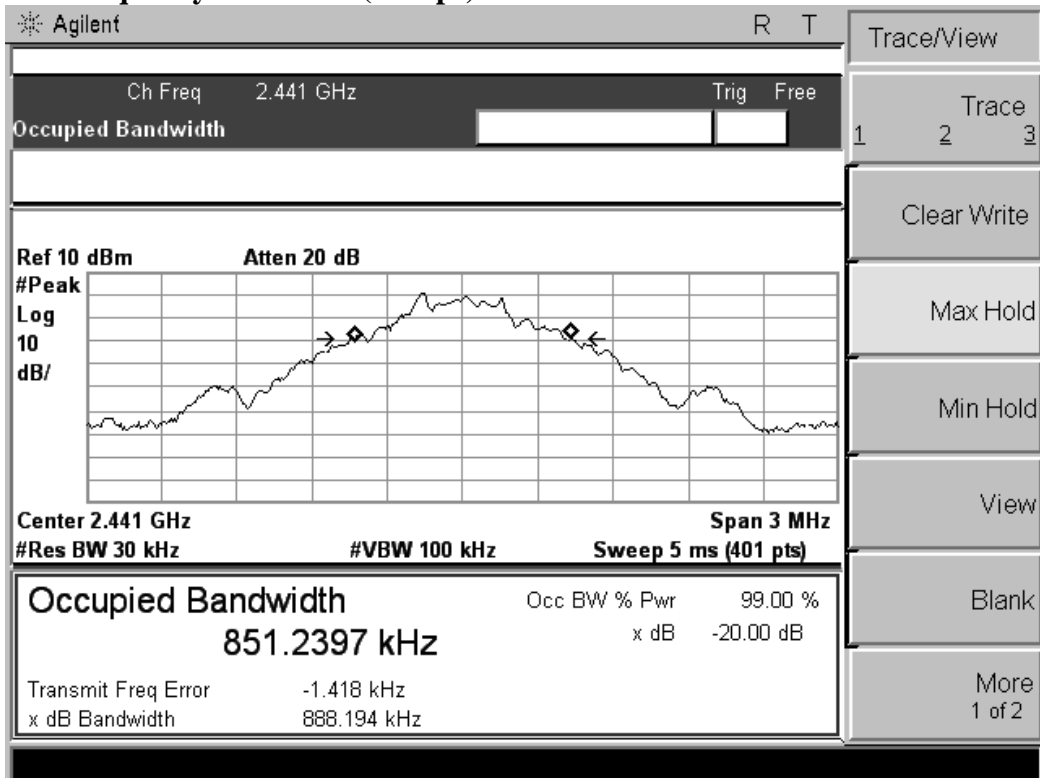 Agilent R T
Trace/View
Ch Freq 2.441 GHz Trig Free
Occupied Bandwidth
Trace
1 2 3
Clear Write
Ref 10 dBm Atten 20 dB
#Peak
Log
10
dB/
Max Hold
Min Hold
View
Center 2.441 GHz Span 3 MHz
#Res BW 30 kHz #VBW 100 kHz Sweep 5 ms (401 pts)
Occupied Bandwidth
851.2397 kHz
Occ BW % Pwr 99.00 %
x dB -20.00 dB
Transmit Freq Error -1.418 kHz
x dB Bandwidth 888.194 kHz
Blank
More
1 of 2